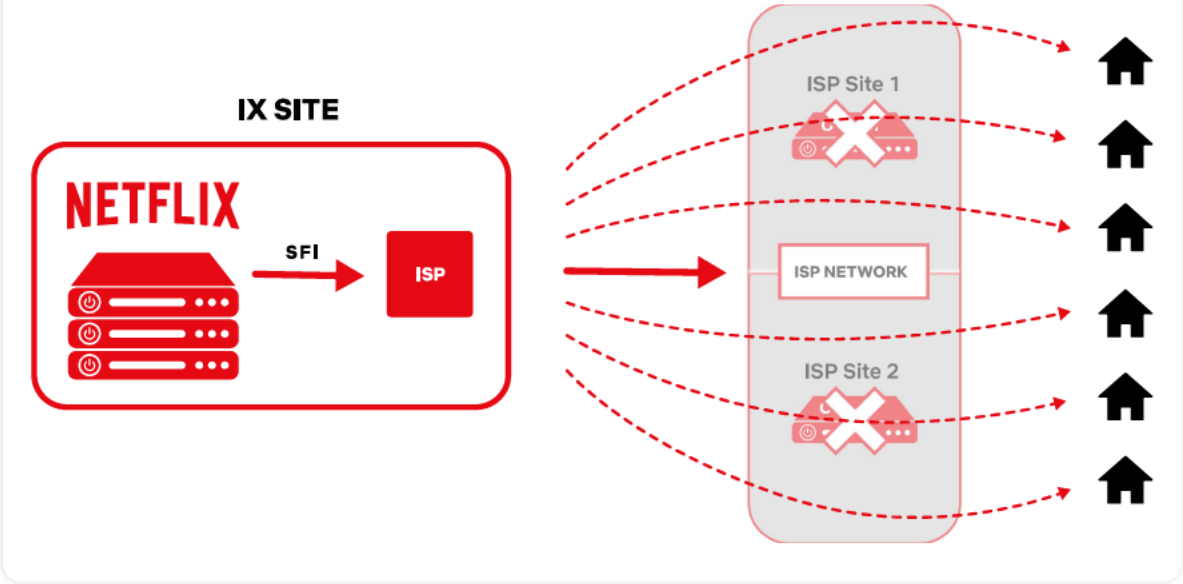 IX SITE
NETFLIX
SFI
ISP
ISP Site 1
ISP NETWORK
ISP Site 2